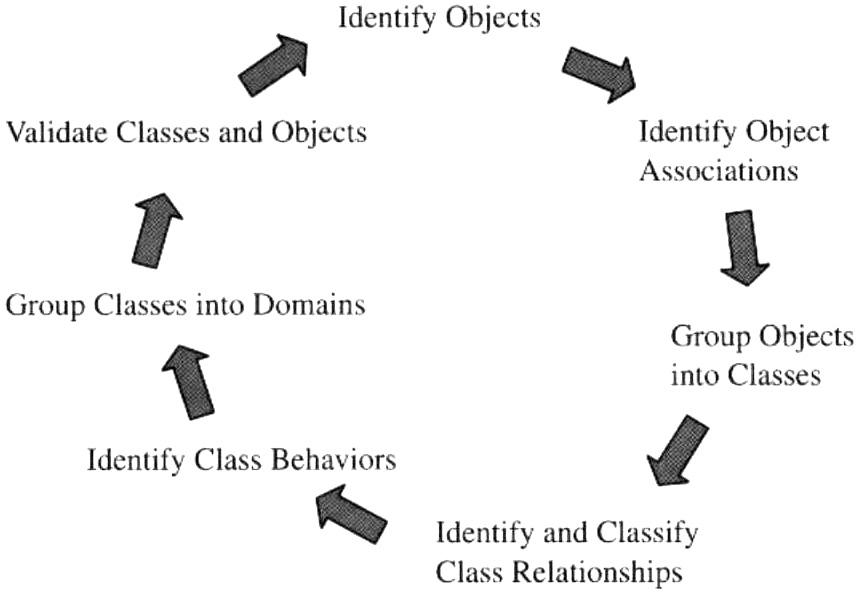 Identify Objects
Identify Object
Associations
Group Objects
into Classes
Identify and Classify
Class Relationships
Identify Class Behaviors
Group Classes into Domains
Validate Classes and Objects